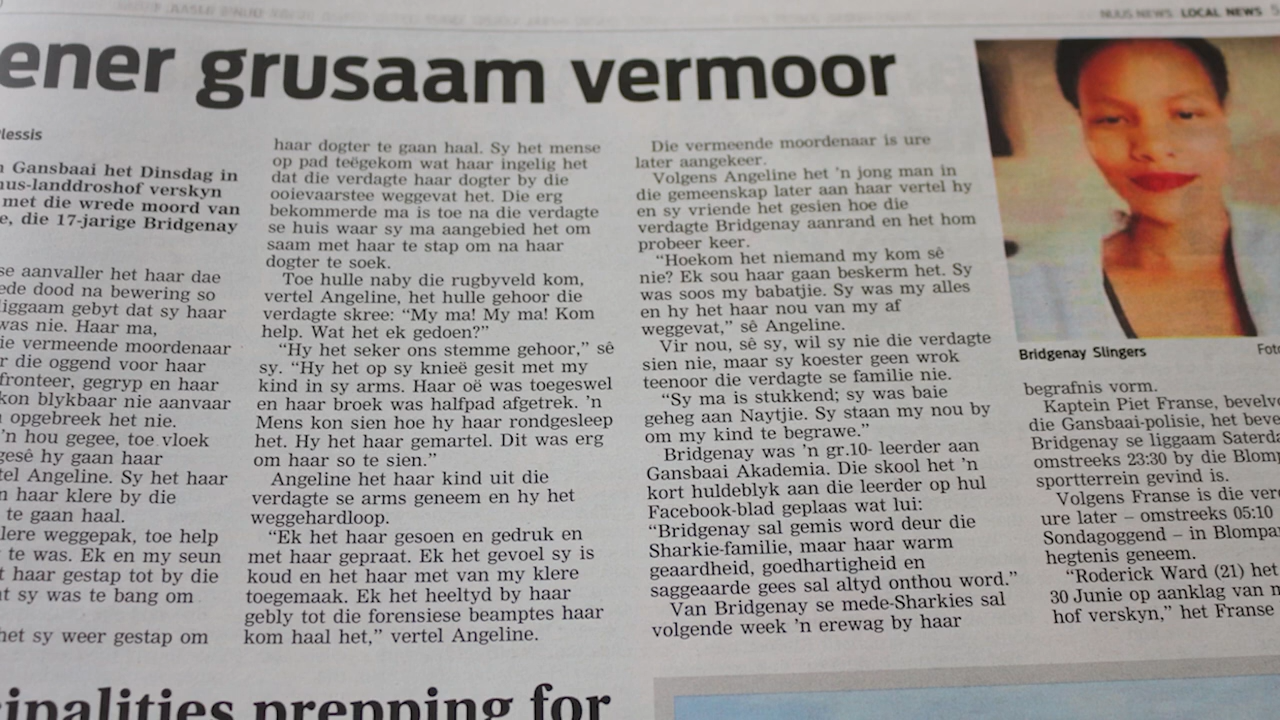 NUUS NEWS LOCAL NEWS 5
ener grusaam vermoor
lessis
Gansbaai het Dinsdag in
us-landdroshof verskyn
met die wrede moord van
e, die 17-jarige Bridgenay
se aanvaller het haar dae
ede dood na bewering so
iggaam gebyt dat sy haar
was nie. Haar ma,
ie vermeende moordenaar
r die oggend voor haar
fronteer, gegryp en haar
kon blykbaar nie aanvaar
opgebreek het nie.
'n hou gegee, toe vloek
gesê hy gaan haar
tel Angeline. Sy het haar
n haar klere by die
te gaan haal.
lere weggepak, toe help
te was. Ek en my seun
t haar gestap tot by die
at sy was te bang om
het sy weer gestap om
haar dogter te gaan haal. Sy het mense
op pad teëgekom wat haar ingelig het
dat die verdagte haar dogter by die
ooievaarstee weggevat het. Die erg
bekommerde ma is toe na die verdagte
se huis waar sy ma aangebied het om
saam met haar te stap om na haar
dogter te soek.
Toe hulle naby die rugbyveld kom,
vertel Angeline, het hulle gehoor die
verdagte skree: “My ma! My ma! Kom
help. Wat het ek gedoen?”
“Hy het seker ons stemme gehoor,” sê
sy. “Hy het op sy knieë gesit met my
kind in sy arms. Haar oë was toegeswel
en haar broek was halfpad afgetrek. 'n
Mens kon sien hoe hy haar rondgesleep
het. Hy het haar gemartel. Dit was erg
om haar so te sien.”
Angeline het haar kind uit die
verdagte se arms geneem en hy het
weggehardloop.
“Ek het haar gesoen en gedruk en
met haar gepraat. Ek het gevoel sy is
koud en het haar met van my klere
toegemaak. Ek het heeltyd by haar
gebly tot die forensiese beamptes haar
kom haal het,” vertel Angeline.
Die vermeende moordenaar is ure
later aangekeer.
Volgens Angeline het 'n jong man in
die gemeenskap later aan haar vertel hy
en sy vriende het gesien hoe die
verdagte Bridgenay aanrand en het hom
probeer keer.
“Hoekom het niemand my kom sê
nie? Ek sou haar gaan beskerm het. Sy
was soos my babatjie. Sy was my alles
en hy het haar nou van my af
weggevat,” sê Angeline.
Vir nou, sê sy, wil sy nie die verdagte
sien nie, maar sy koester geen wrok
teenoor die verdagte se familie nie.
“Sy ma is stukkend; sy was baie
geheg aan Naytjie. Sy staan my nou by
om my kind te begrawe.”
Bridgenay was 'n gr.10- leerder aan
Gansbaai Akademia. Die skool het 'n
kort huldeblyk aan die leerder op hul
Facebook-blad geplaas wat lui:
“Bridgenay sal gemis word deur die
Sharkie-familie, maar haar warm
geaardheid, goedhartigheid en
saggeaarde gees sal altyd onthou word.”
Van Bridgenay se mede-Sharkies sal
volgende week 'n erewag by haar
Bridgenay Slingers
Foto
begrafnis vorm.
Kaptein Piet Franse, bevelvo
die Gansbaai-polisie, het beve
Bridgenay se liggaam Saterda
omstreeks 23:30 by die Blomp
sportterrein gevind is.
Volgens Franse is die verd
ure later – omstreeks 05:10
Sondagoggend – in Blompa
hegtenis geneem.
“Roderick Ward (21) het
30 Junie op aanklag van m
hof verskyn,” het Franse
cipalities prepping for